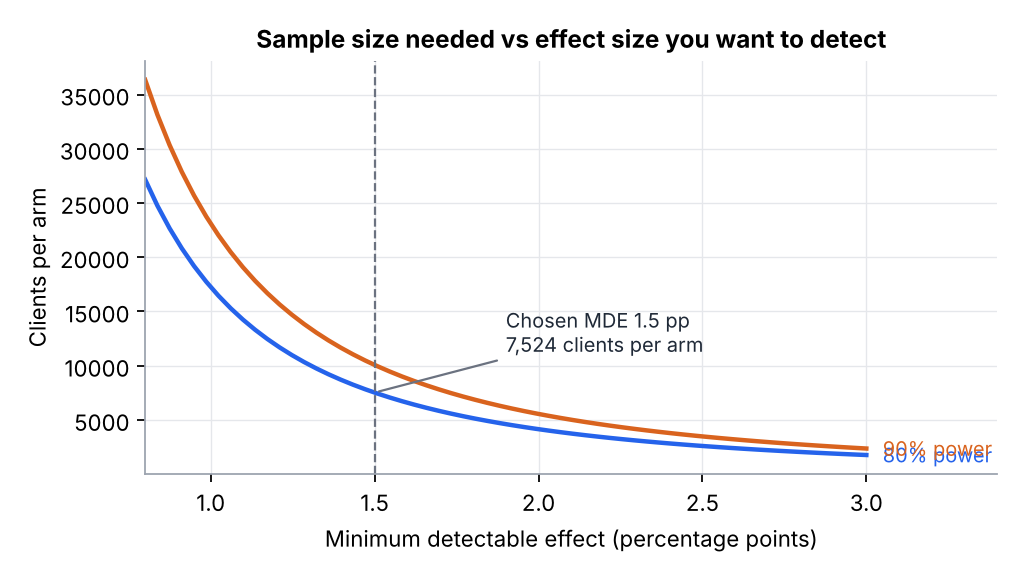 Sample size needed vs effect size you want to detect
Clients per arm
35000
30000
25000
20000
15000
10000
5000
Chosen MDE 1.5 pp
7,524 clients per arm
90% power
80% power
1.0
1.5
2.0
2.5
3.0
Minimum detectable effect (percentage points)